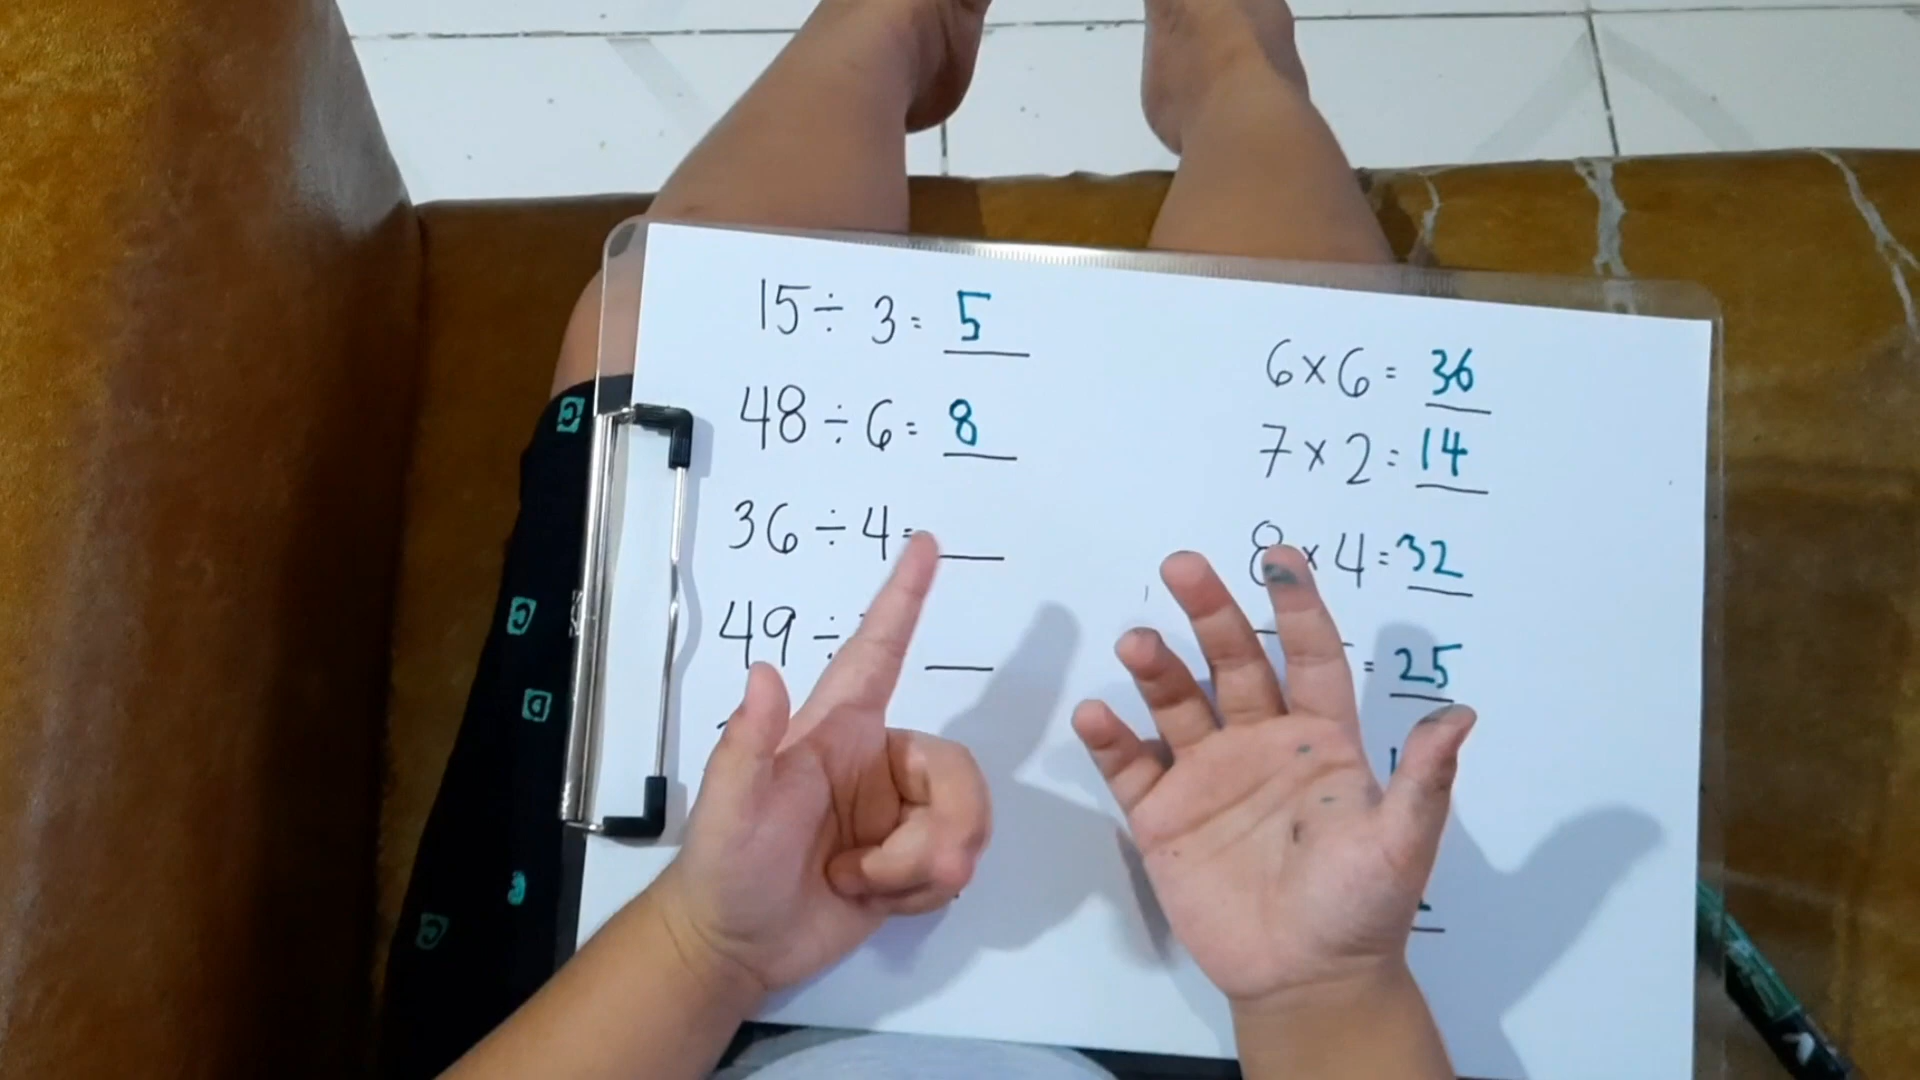 15 ÷ 3 = 5
48 ÷ 6 = 8
36 ÷ 4 =
49 ÷
6 × 6 = 36
7 × 2 = 14
8 × 4 = 32
= 25